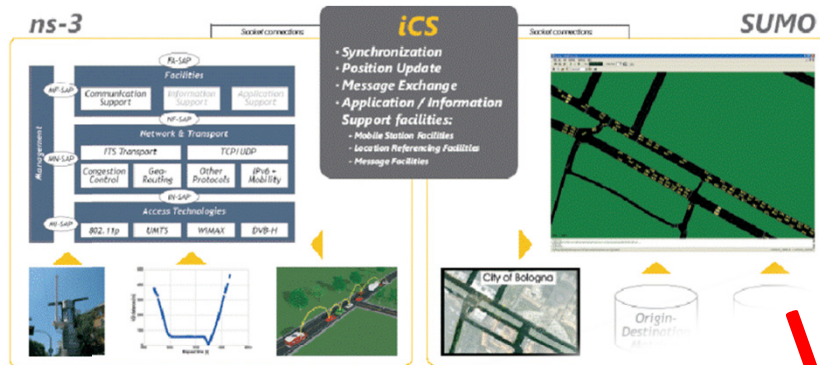 ns-3
Socket connections
iCS
Socket connections
SUMO
· Synchronization
· Position Update
· Message Exchange
· Application / Information
Support facilities:
- Mobile Station Facilities
- Location Referencing Facilities
- Message Facilities
FA-SAP
Facilities
MF-SAP
Communication
Support
Information
Support
Application
Support
NF-SAP
Management
Network & Transport
MN-SAP
ITS Transport
TCP/UDP
Congestion
Control
Geo-
Routing
Other
Protocols
IPv6 +
Mobility
IN-SAP
Access Technologies
MI-SAP
802.11p
UMTS
WiMAX
DVB-H
City of Bologna
Origin-
Destination